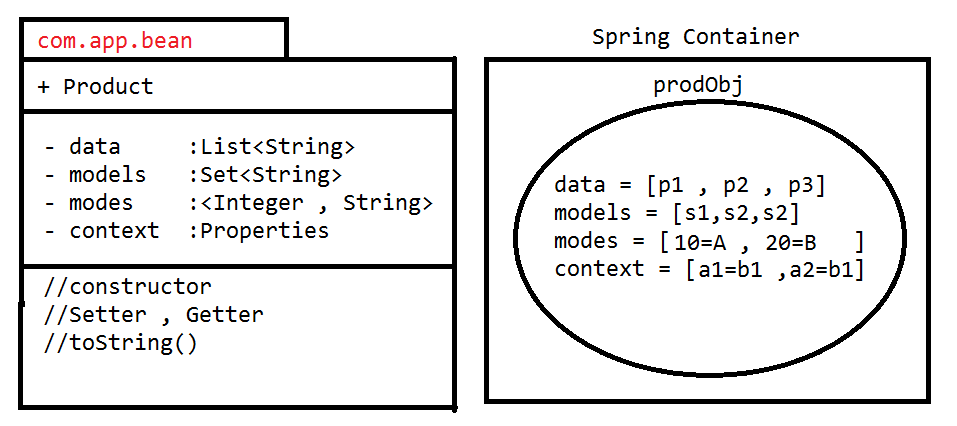 com.app.bean
+ Product
- data :List<String>
- models :Set<String>
- modes :<Integer , String>
- context :Properties
//constructor
//Setter , Getter
//toString()
Spring Container
prodObj
data = [p1 , p2 , p3]
models = [s1,s2,s2]
modes = [10=A , 20=B ]
context = [a1=b1 ,a2=b1]